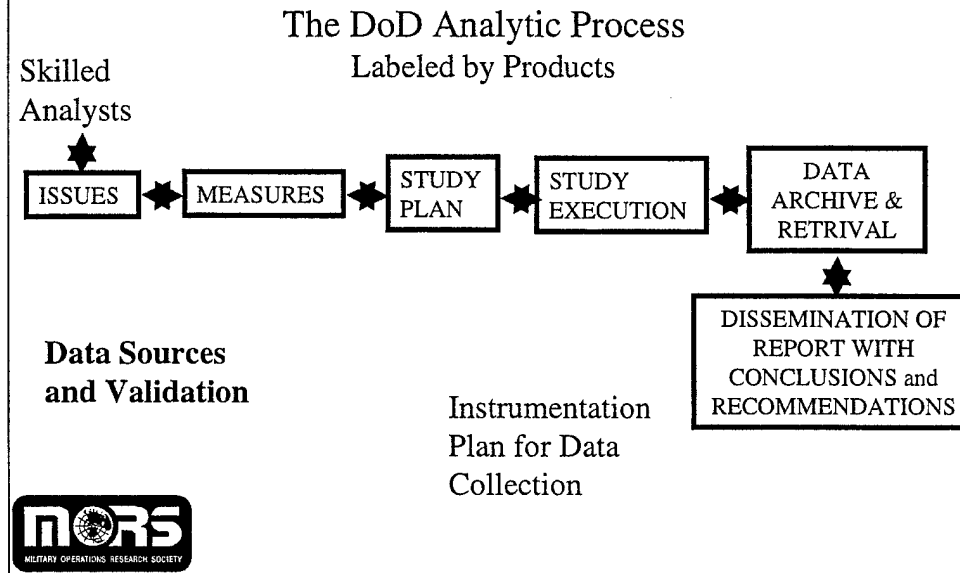 The DoD Analytic Process
Labeled by Products
Skilled
Analysts
ISSUES
MEASURES
STUDY
PLAN
STUDY
EXECUTION
DATA
ARCHIVE &
RETRIVAL
DISSEMINATION OF
REPORT WITH
CONCLUSIONS and
RECOMMENDATIONS
Data Sources
and Validation
Instrumentation
Plan for Data
Collection
MORS
MILITARY OPERATIONS RESEARCH SOCIETY